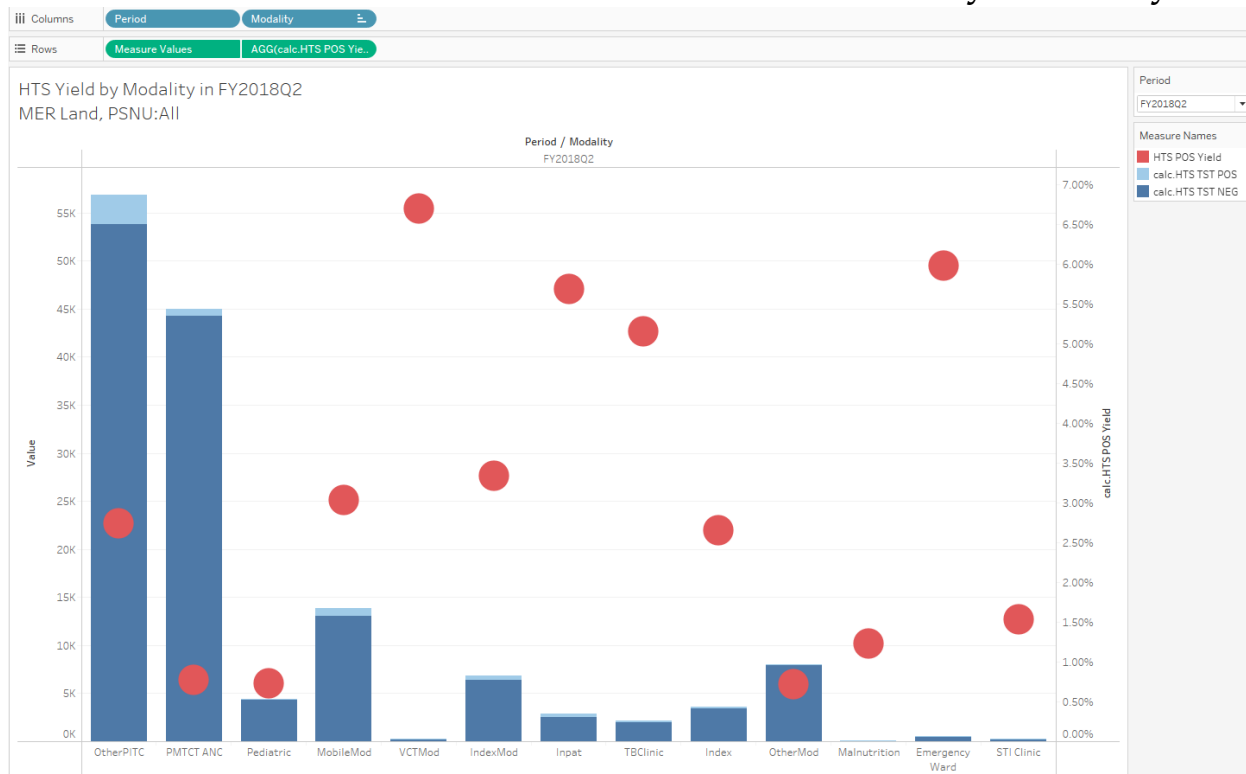 Columns
Period
Modality
Rows
Measure Values
AGG(calc.HTS POS Yie..
HTS Yield by Modality in FY2018Q2
MER Land, PSNU:All
Period / Modality
FY2018Q2
55K
50K
45K
40K
35K
30K
25K
20K
15K
10K
5K
0K
Value
7.00%
6.50%
6.00%
5.50%
5.00%
4.50%
4.00%
3.50%
3.00%
2.50%
2.00%
1.50%
1.00%
0.50%
0.00%
calc.HTS POS Yield
OtherPITC
PMTCT ANC
Pediatric
MobileMod
VCTMod
IndexMod
Inpat
TBClinic
Index
OtherMod
Malnutrition
Emergency
Ward
STI Clinic
Period
FY2018Q2
Measure Names
HTS POS Yield
calc.HTS TST POS
calc.HTS TST NEG